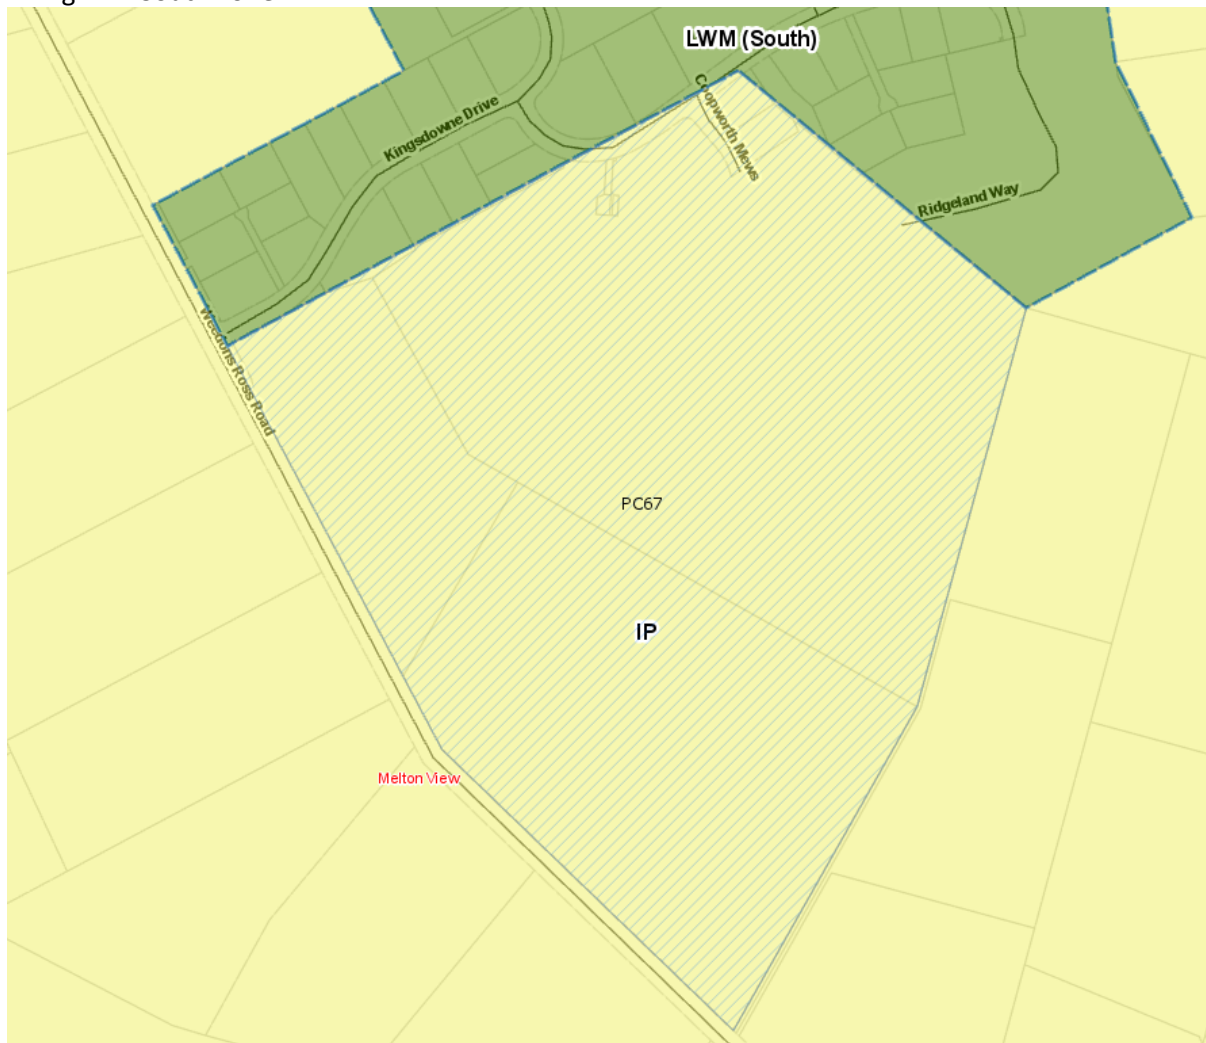 LWM (South)
Kingsdowne Drive
Coopworth Mews
Ridgeland Way
Weedons Ross Road
PC67
IP
Melton View